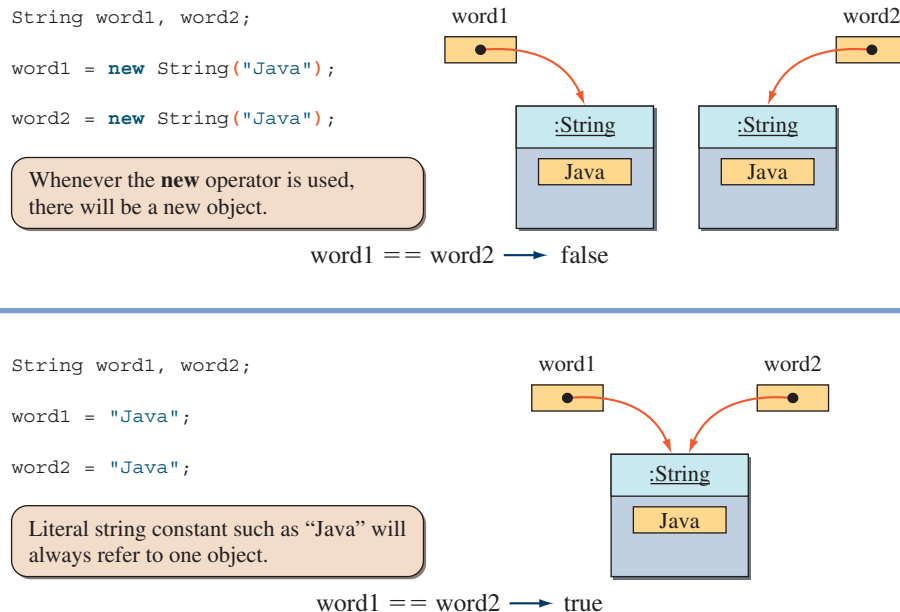 String word1, word2;
word1 = new String("Java");
word2 = new String("Java");
Whenever the new operator is used,
there will be a new object.
word1
word2
:String
:String
Java
Java
word1 == word2 → false
String word1, word2;
word1 = "Java";
word2 = "Java";
Literal string constant such as “Java” will
always refer to one object.
word1
word2
:String
Java
word1 == word2 → true